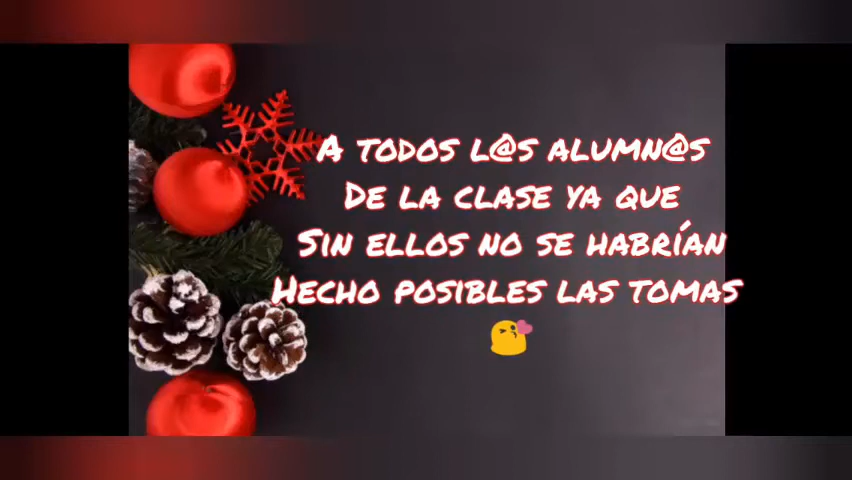 A TODOS L@S ALUMN@S
DE LA CLASE YA QUE
SIN ELLOS NO SE HABRÍAN
HECHO POSIBLES LAS TOMAS